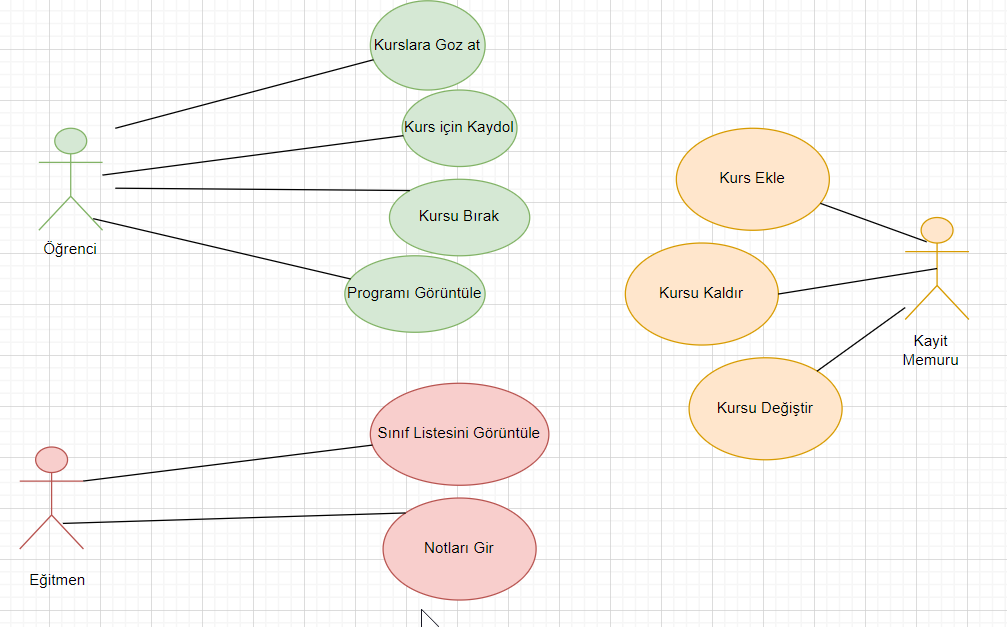 Kurslara Goz at
Kurs için Kaydol
Kursu Bırak
Programı Görüntüle
Öğrenci
Kurs Ekle
Kursu Kaldır
Kursu Değiştir
Kayit
Memuru
Sınıf Listesini Görüntüle
Notları Gir
Eğitmen